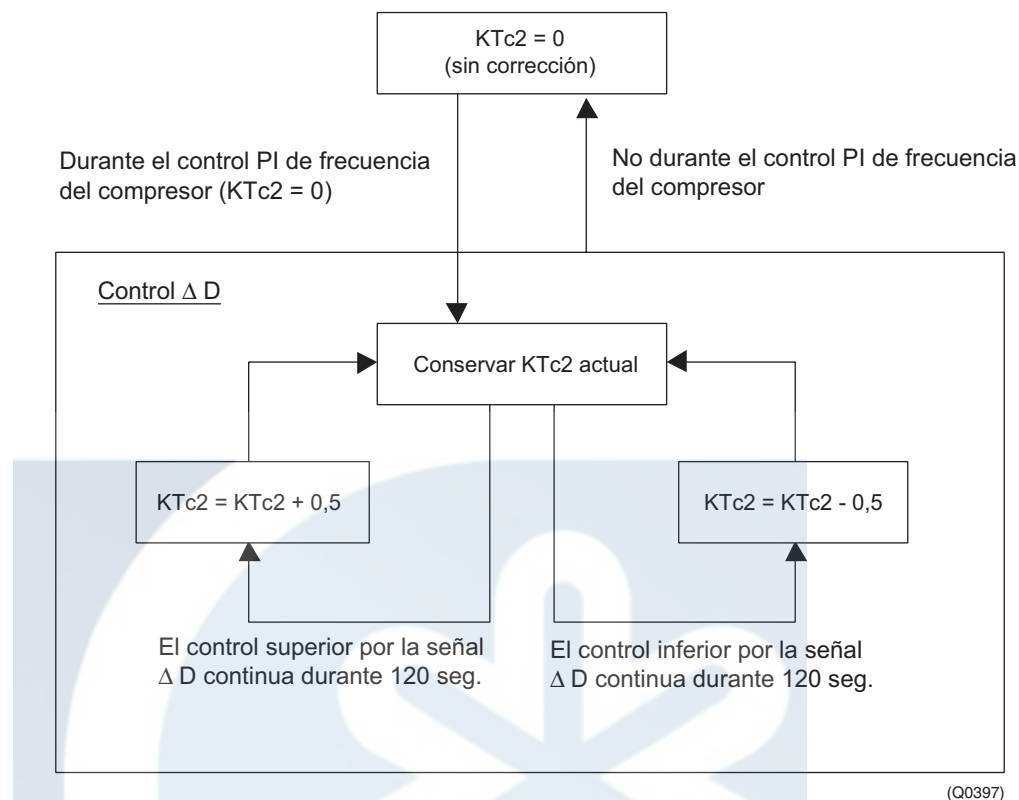 KTc2 = 0
(sin corrección)
Durante el control PI de frecuencia
del compresor (KTc2 = 0)
No durante el control PI de frecuencia
del compresor
Control Δ D
Conservar KTc2 actual
KTc2 = KTc2 + 0,5
KTc2 = KTc2 - 0,5
El control superior por la señal
Δ D continua durante 120 seg.
El control inferior por la señal
Δ D continua durante 120 seg.
(Q0397)